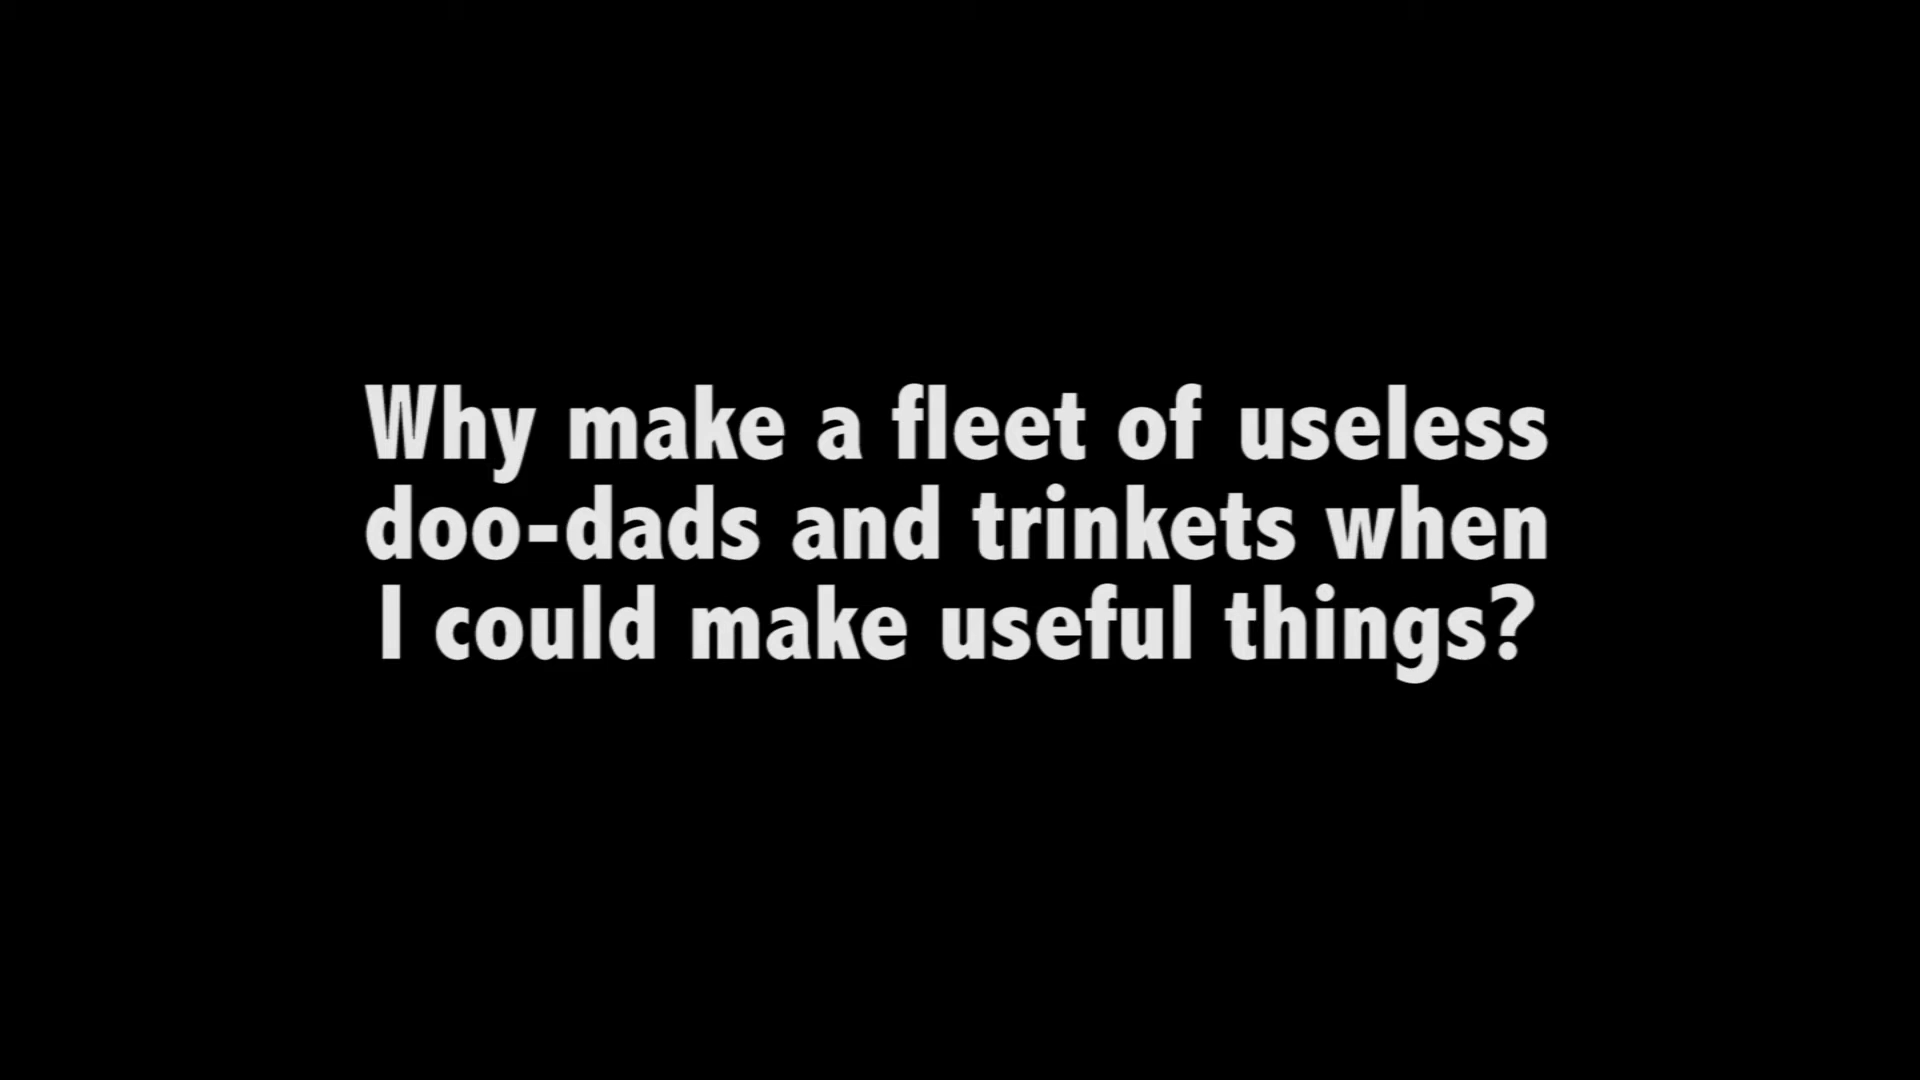 Why make a fleet of useless
doo-dads and trinkets when
I could make useful things?